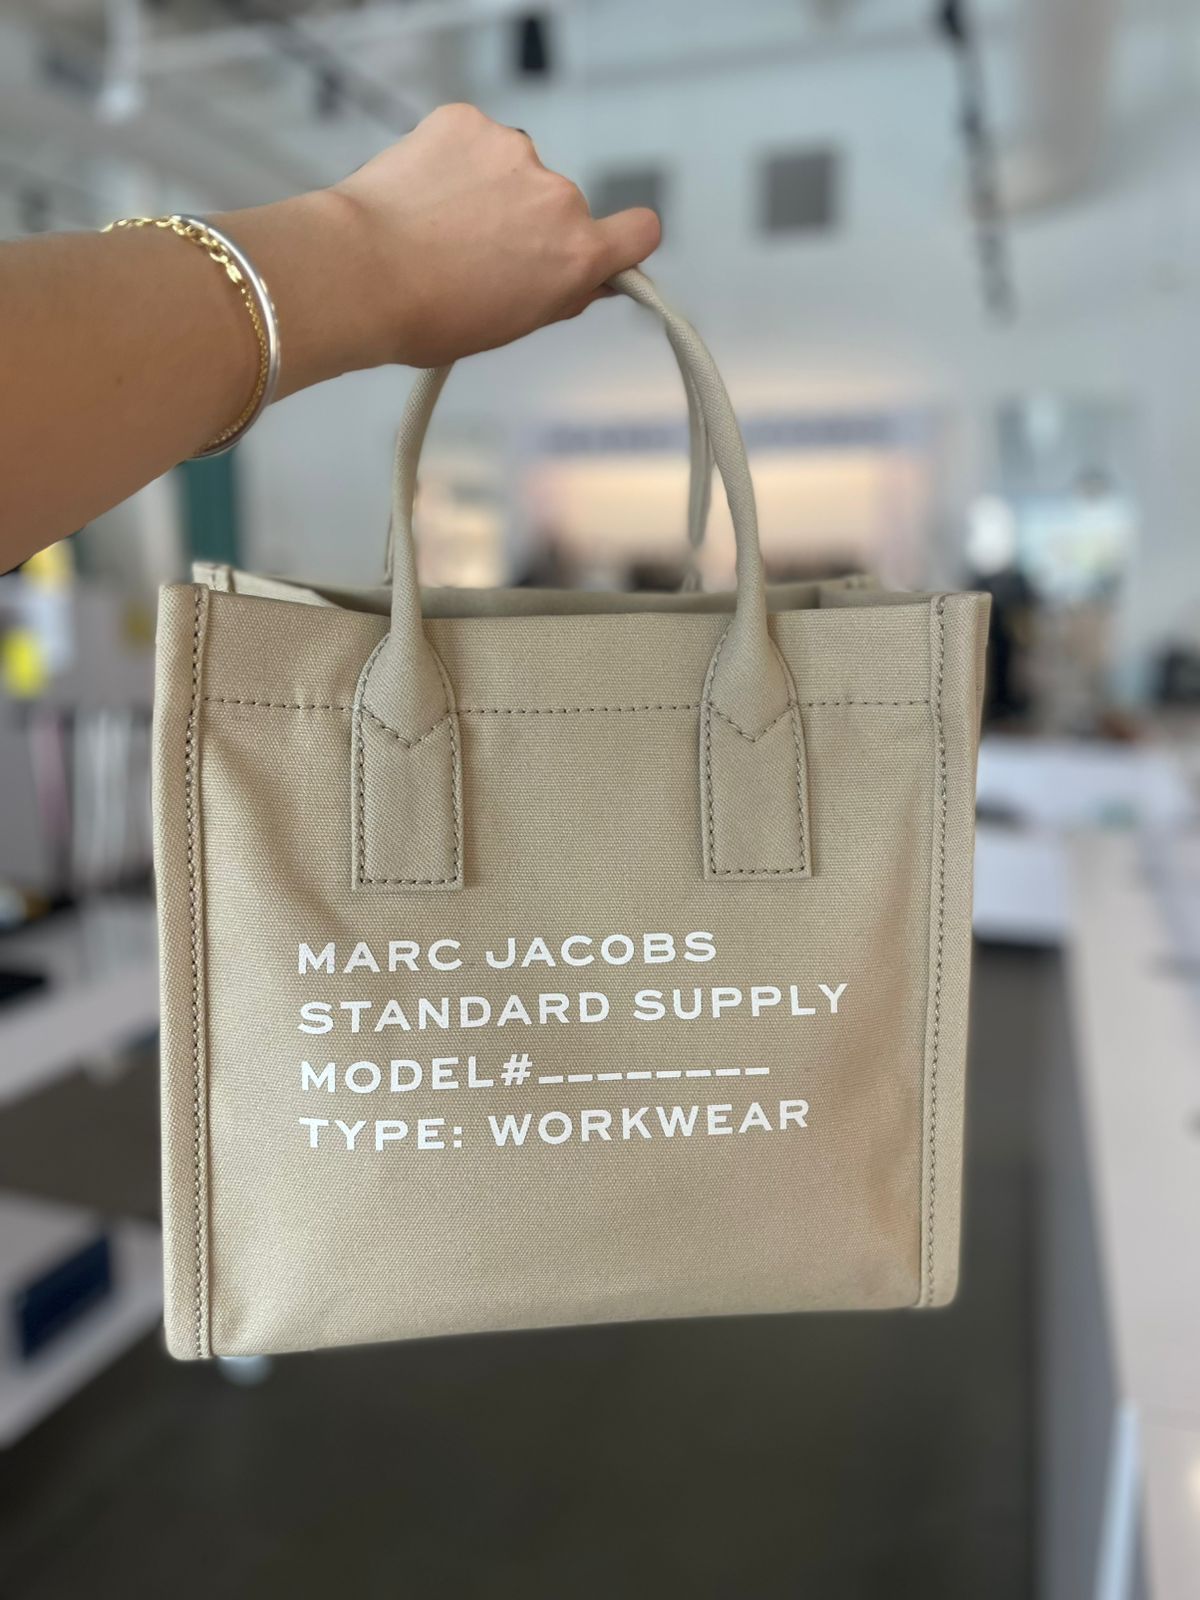 MARC JACOBS
STANDARD SUPPLY
MODEL#________
TYPE: WORKWEAR